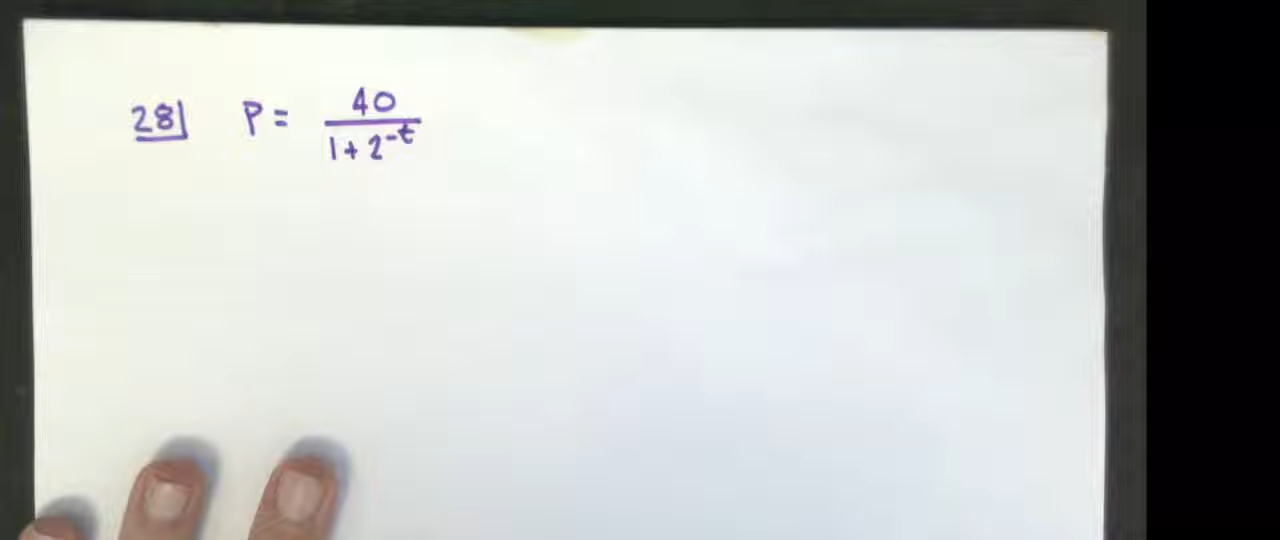 28| P = 40 / (1 + 2^{-t})